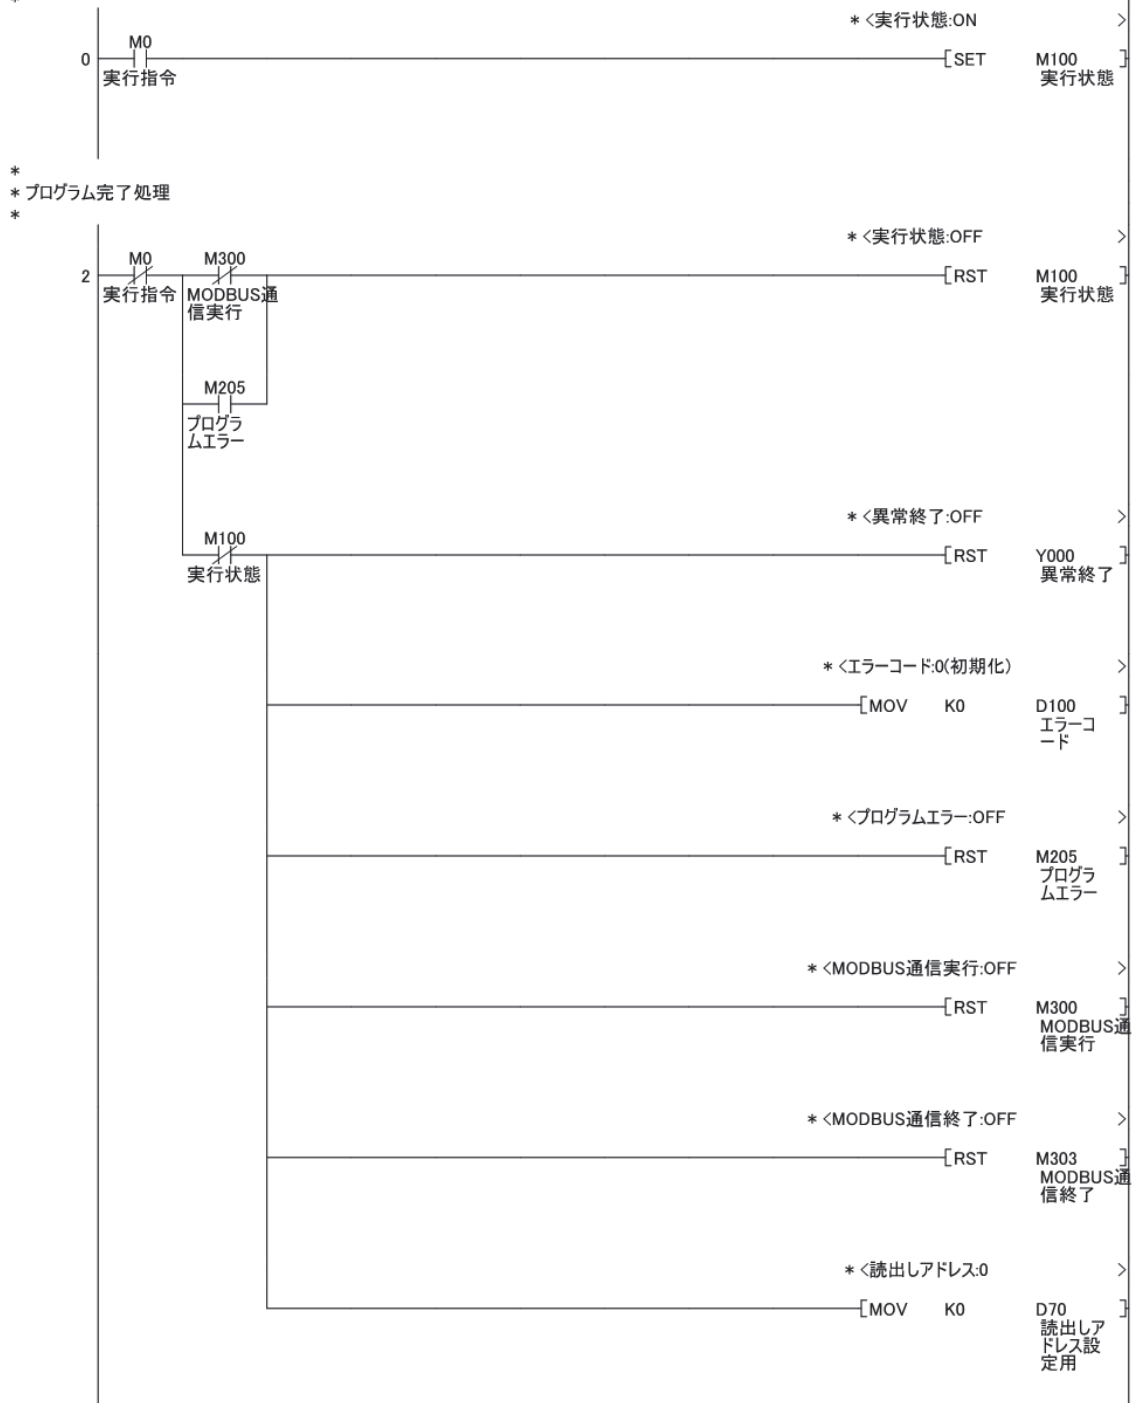 *
* <実行状態:ON >
M0
0 [SET M100 ]
実行指令 実行状態
*
* プログラム完了処理
*
* <実行状態:OFF >
M0 M300
2 [RST M100 ]
実行指令 MODBUS通 実行状態
信実行
M205
プログラ
ムエラー
* <異常終了:OFF >
M100
[RST Y000 ]
実行状態 異常終了
* <エラーコード:0(初期化) >
[MOV K0 D100 ]
エラーコ
ード
* <プログラムエラー:OFF >
[RST M205 ]
プログラ
ムエラー
* <MODBUS通信実行:OFF >
[RST M300 ]
MODBUS通
信実行
* <MODBUS通信終了:OFF >
[RST M303 ]
MODBUS通
信終了
* <読出しアドレス:0 >
[MOV K0 D70 ]
読出しア
ドレス設
定用